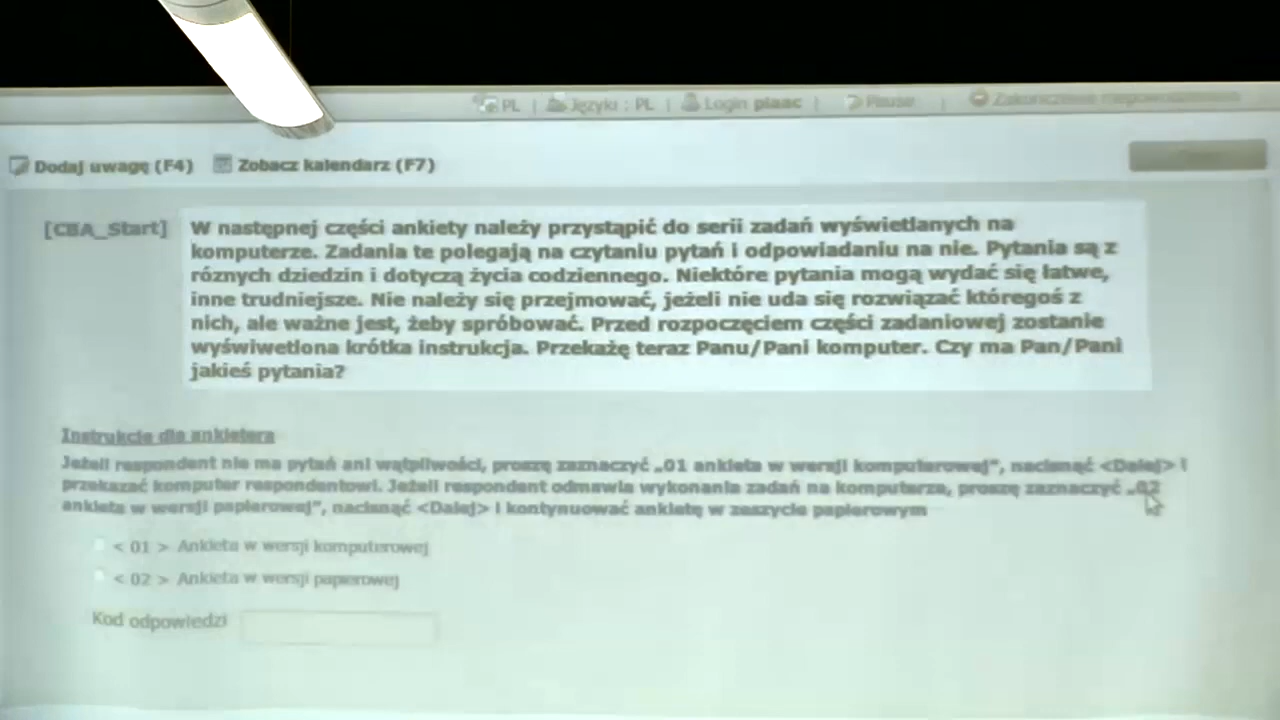 PL | Języki : PL | Login plaac | Pause |
Dodaj uwagę (F4) Zobacz kalendarz (F7)
[CBA_Start] W następnej części ankiety należy przystąpić do serii zadań wyświetlanych na
komputerze. Zadania te polegają na czytaniu pytań i odpowiadaniu na nie. Pytania są z
róznych dziedzin i dotyczą życia codziennego. Niektóre pytania mogą wydać się łatwe,
inne trudniejsze. Nie należy się przejmować, jeżeli nie uda się rozwiązać któregoś z
nich, ale ważne jest, żeby spróbować. Przed rozpoczęciem części zadaniowej zostanie
wyświwetlona krótka instrukcja. Przekażę teraz Panu/Pani komputer. Czy ma Pan/Pani
jakieś pytania?
Instrukcja dla ankietera
Jeżeli respondent nie ma pytań ani wątpliwości, proszę zaznaczyć „01 ankieta w wersji komputerowej", nacisnąć <Dalej> i
przekazać komputer respondentowi. Jeżeli respondent odmawia wykonania zadań na komputerze, proszę zaznaczyć „02
ankieta w wersji papierowej", nacisnąć <Dalej> i kontynuować ankietę w zeszycie papierowym
< 01 > Ankieta w wersji komputerowej
< 02 > Ankieta w wersji papierowej
Kod odpowiedzi